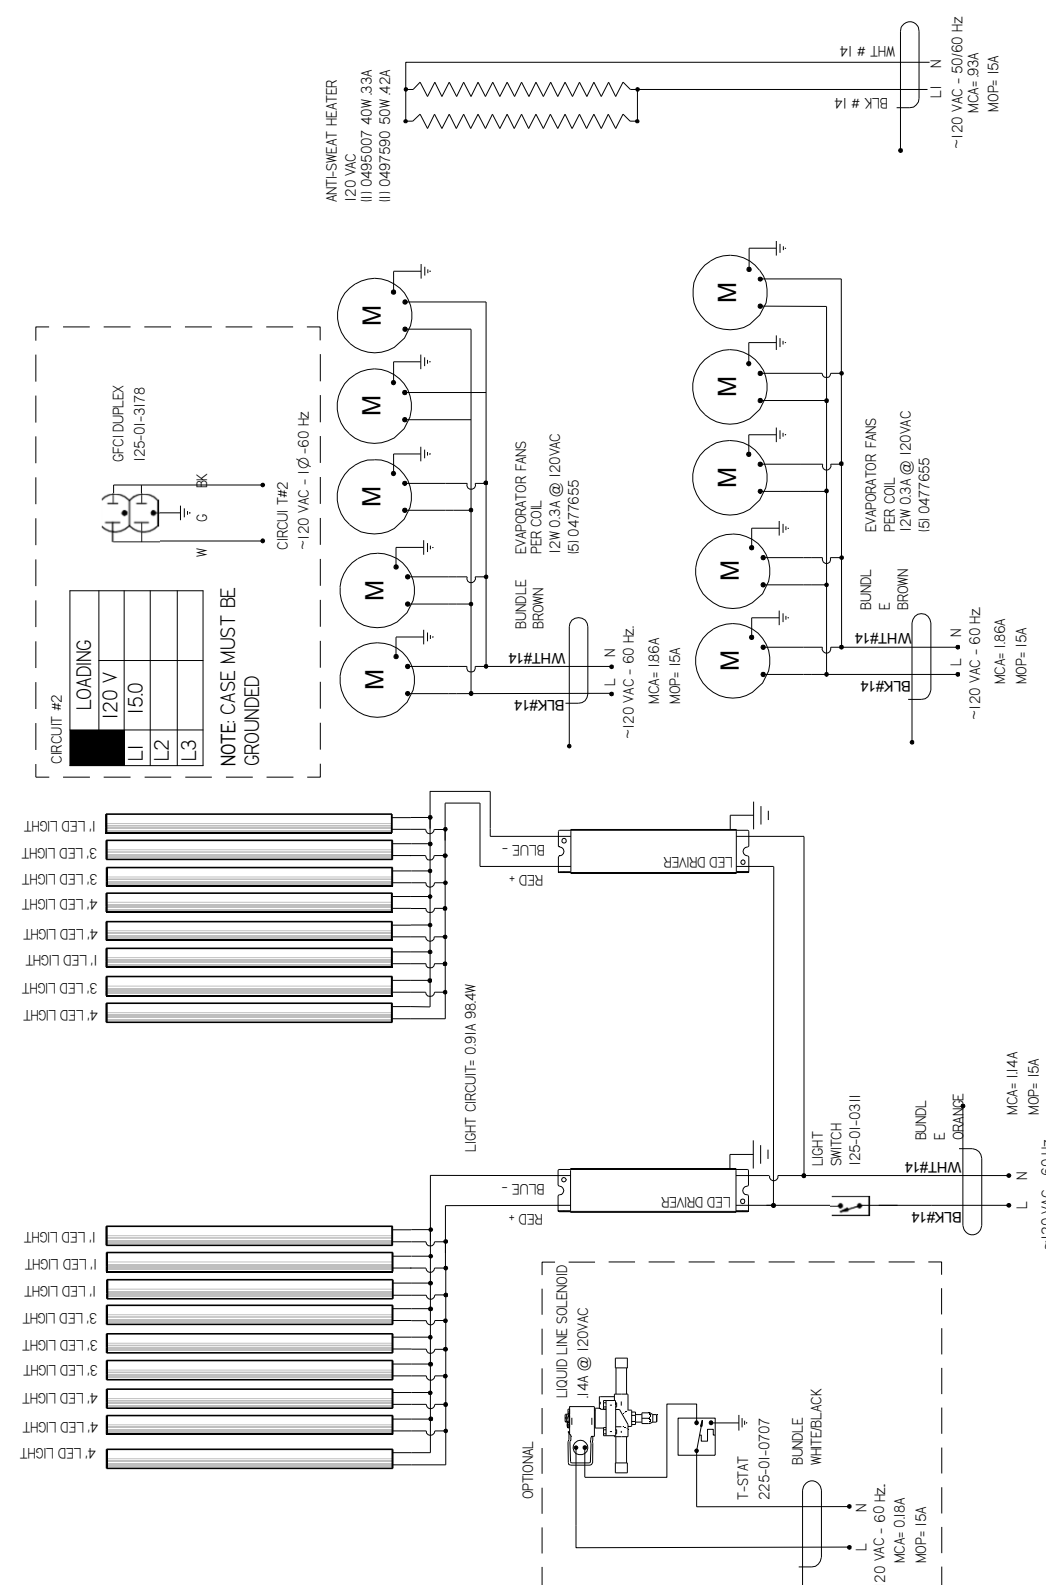 WHT # 14
BLK # 14
N
L1
~120 VAC - 50/60 Hz
MCA= .93A
MOP= 15A
ANTI-SWEAT HEATER
120 VAC
(1) 0495007 40W .33A
(1) 0497590 50W .42A
M
M
M
M
M
EVAPORATOR FANS
PER COIL
12W 0.3A @ 120VAC
(5) 0477655
BUNDLE
BROWN
WHT#14
BLK#14
N
L
~120 VAC - 60 Hz.
MCA= 1.86A
MOP= 15A
M
M
M
M
M
EVAPORATOR FANS
PER COIL
12W 0.3A @ 120VAC
(5) 0477655
BUNDL
E
BROWN
WHT#14
BLK#14
N
L
~120 VAC - 60 Hz.
MCA= 1.86A
MOP= 15A
GFCI DUPLEX
125-01-3178
BK
G
W
CIRCUI T#2
~120 VAC - 1Ø -60 Hz
CIRCUIT #2
LOADING
120 V
L1 15.0
L2
L3
NOTE: CASE MUST BE
GROUNDED
1' LED LIGHT
3' LED LIGHT
3' LED LIGHT
4' LED LIGHT
4' LED LIGHT
1' LED LIGHT
3' LED LIGHT
4' LED LIGHT
BLUE -
RED +
LED DRIVER
LIGHT CIRCUIT= 0.91A 98.4W
1' LED LIGHT
1' LED LIGHT
1' LED LIGHT
3' LED LIGHT
3' LED LIGHT
3' LED LIGHT
4' LED LIGHT
4' LED LIGHT
4' LED LIGHT
BLUE -
RED +
LED DRIVER
LIGHT
SWITCH
125-01-0311
BUNDL
E
ORANGE
WHT#14
BLK#14
N
L
~120 VAC - 60 Hz
MCA= 1.14A
MOP= 15A
OPTIONAL
LIQUID LINE SOLENOID
.14A @ 120VAC
T-STAT
225-01-0707
BUNDLE
WHITE/BLACK
N
L
20 VAC - 60 Hz.
MCA= 0.18A
MOP= 15A